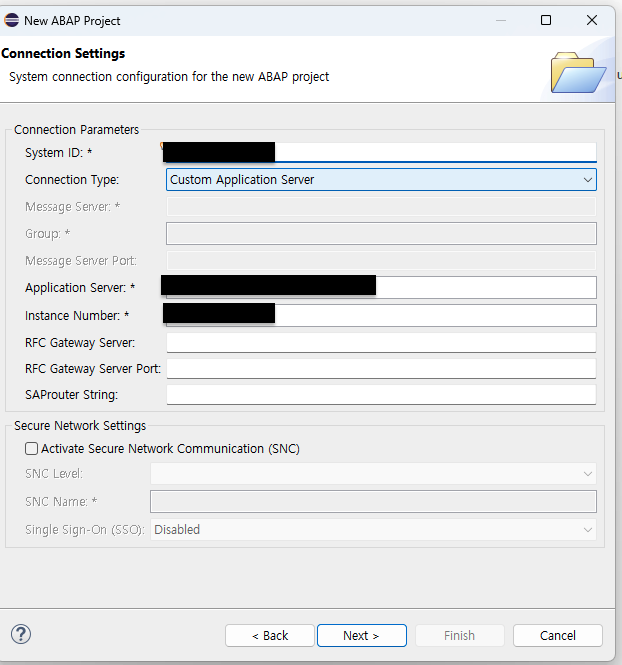 New ABAP Project
Connection Settings
System connection configuration for the new ABAP project
Connection Parameters
System ID: *
Connection Type: Custom Application Server
Message Server: *
Group: *
Message Server Port:
Application Server: *
Instance Number: *
RFC Gateway Server:
RFC Gateway Server Port:
SAProuter String:
Secure Network Settings
Activate Secure Network Communication (SNC)
SNC Level:
SNC Name: *
Single Sign-On (SSO): Disabled
? < Back Next > Finish Cancel